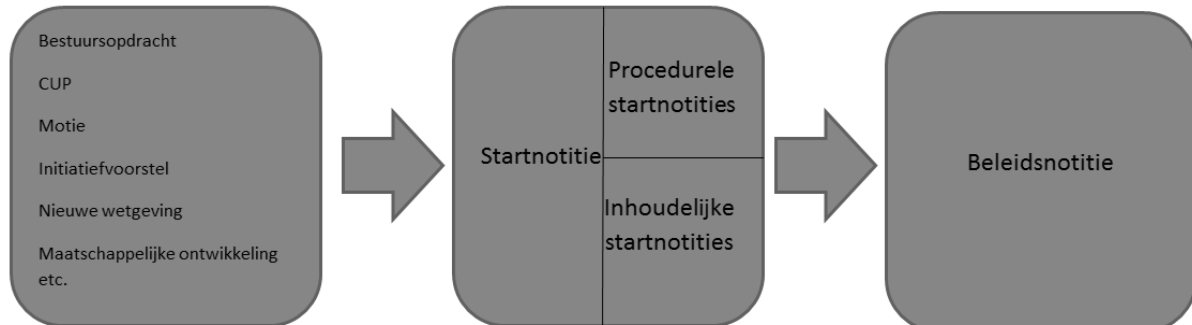 Bestuursopdracht
CUP
Motie
Initiatiefvoorstel
Nieuwe wetgeving
Maatschappelijke ontwikkeling
etc.
Startnotitie
Procedurele
startnotities
Inhoudelijke
startnotities
Beleidsnotitie